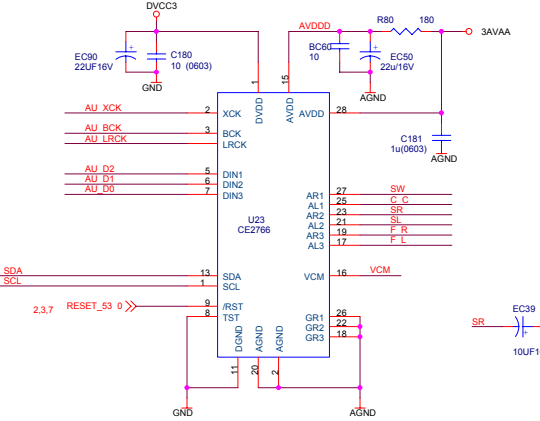 DVCC3
AVDDD
R80 180
3AVAA
EC90
22UF16V
C180
10 (0603)
BC60
10
EC50
22u/16V
GND
AGND
1
15
DVDD
AVDD
AVDD
28
C181
1u(0603)
AGND
AU_XCK 2 XCK
AU_BCK 3 BCK
AU_LRCK LRCK
AU_D2 5 DIN1
AU_D1 6 DIN2
AU_D0 7 DIN3
U23
CE2766
AR1 27 SW
AL1 25 C_C
AR2 23 SR
AL2 21 SL
AR3 19 F_R
AL3 17 F_L
SDA 13 SDA
SCL 1 SCL
VCM 16 VCM
2,3,7 RESET_53 0 9 /RST
8 TST
GR1 26
GR2 22
GR3 18
DGND
AGND
AGND
11
20
2
GND
AGND
SR
EC39
10UF1